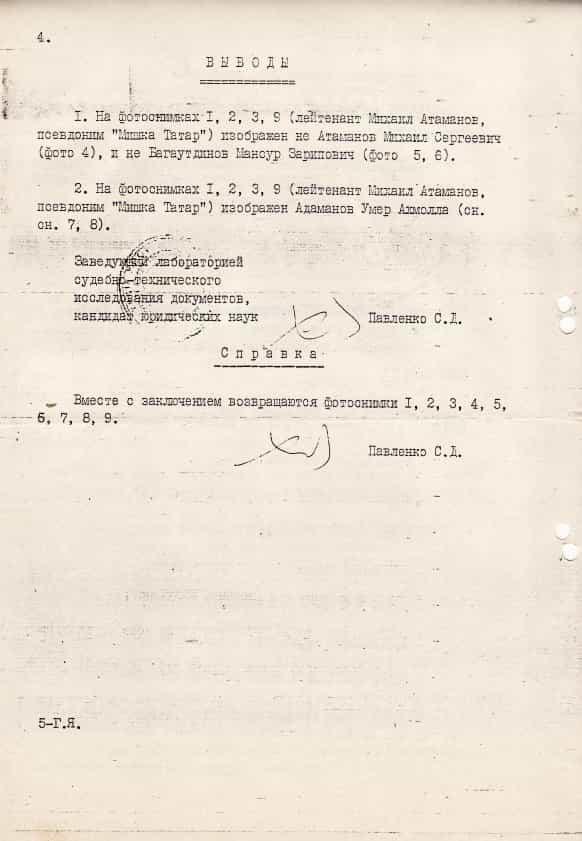 4.
В Ы В О Д Ы
1. На фотоснимках I, 2, 3, 9 (лейтенант Михаил Атаманов,
псевдоним "Мишка Татар") изображен не Атаманов Михаил Сергеевич
(фото 4), и не Багаутдинов Мансур Зарипович (фото 5, 6).
2. На фотоснимках I, 2, 3, 9 (лейтенант Михаил Атаманов,
псевдоним "Мишка Татар") изображен Адаманов Умер Ахмолла (сн.
сн. 7, 8).
Заведующий лабораторией
судебно-технического
исследования документов,
кандидат юридических наук Павленко С.Д.
С п р а в к а
Вместе с заключением возвращаются фотоснимки I, 2, 3, 4, 5,
6, 7, 8, 9.
Павленко С.Д.
5-Г.Я.